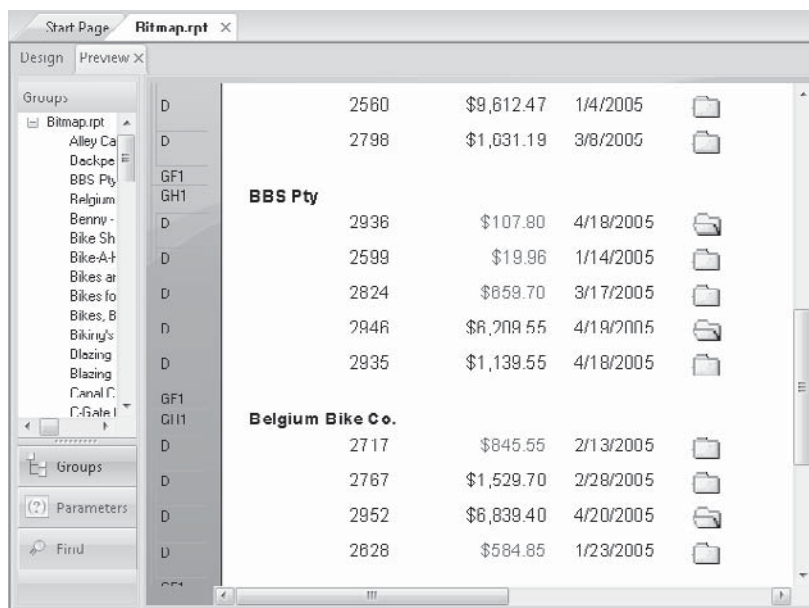 Start Page
Bitmap.rpt
Design
Preview
Groups
Bitmap.rpt
Alley Ca
BBS Pty
Belgium
Benny -
Bike Sh
Bike-A-H
Bikes ar
Bikes fo
Bikes, B
Blazing
Canal C
C-Gate
Groups
(?) Parameters
Find
D 2560 $9,612.47 1/4/2005
D 2798 3/8/2005
GF1
GH1 BBS Pty
D 2936 $107.80 4/18/2005
D 2599 $19.96 1/14/2005
D 2824 $659.70 3/17/2005
D 2946 $6,209.55 4/19/2005
D 2935 $1,139.55 4/18/2005
GF1
GH1 Belgium Bike Co.
D 2717 $845.55 2/13/2005
D 2767 $1,529.70 2/28/2005
D 2952 $6,839.40 4/20/2005
D $584.85 1/23/2005
GF1